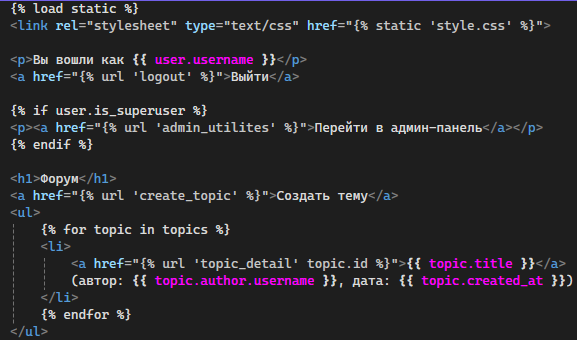 {% load static %}
<link rel="stylesheet" type="text/css" href="{% static 'style.css' %}">
<p>Вы вошли как {{ user.username }}</p>
<a href="{% url 'logout' %}">Выйти</a>
{% if user.is_superuser %}
<p><a href="{% url 'admin_utilites' %}">Перейти в админ-панель</a></p>
{% endif %}
<h1>Форум</h1>
<a href="{% url 'create_topic' %}">Создать тему</a>
<ul>
{% for topic in topics %}
<li>
<a href="{% url 'topic_detail' topic.id %}">{{ topic.title }}</a>
(автор: {{ topic.author.username }}, дата: {{ topic.created_at }})
</li>
{% endfor %}
</ul>